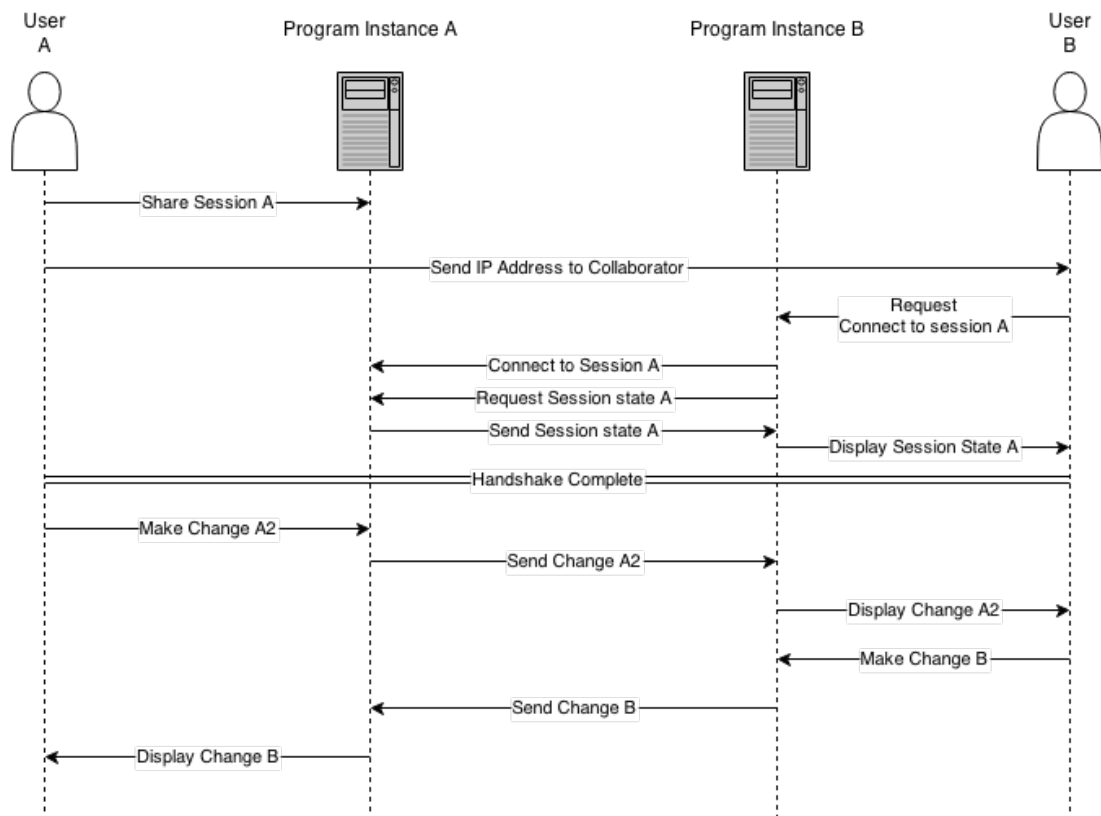 User
A
Program Instance A
Program Instance B
User
B
Share Session A
Send IP Address to Collaborator
Request
Connect to session A
Connect to Session A
Request Session state A
Send Session state A
Display Session State A
Handshake Complete
Make Change A2
Send Change A2
Display Change A2
Make Change B
Send Change B
Display Change B